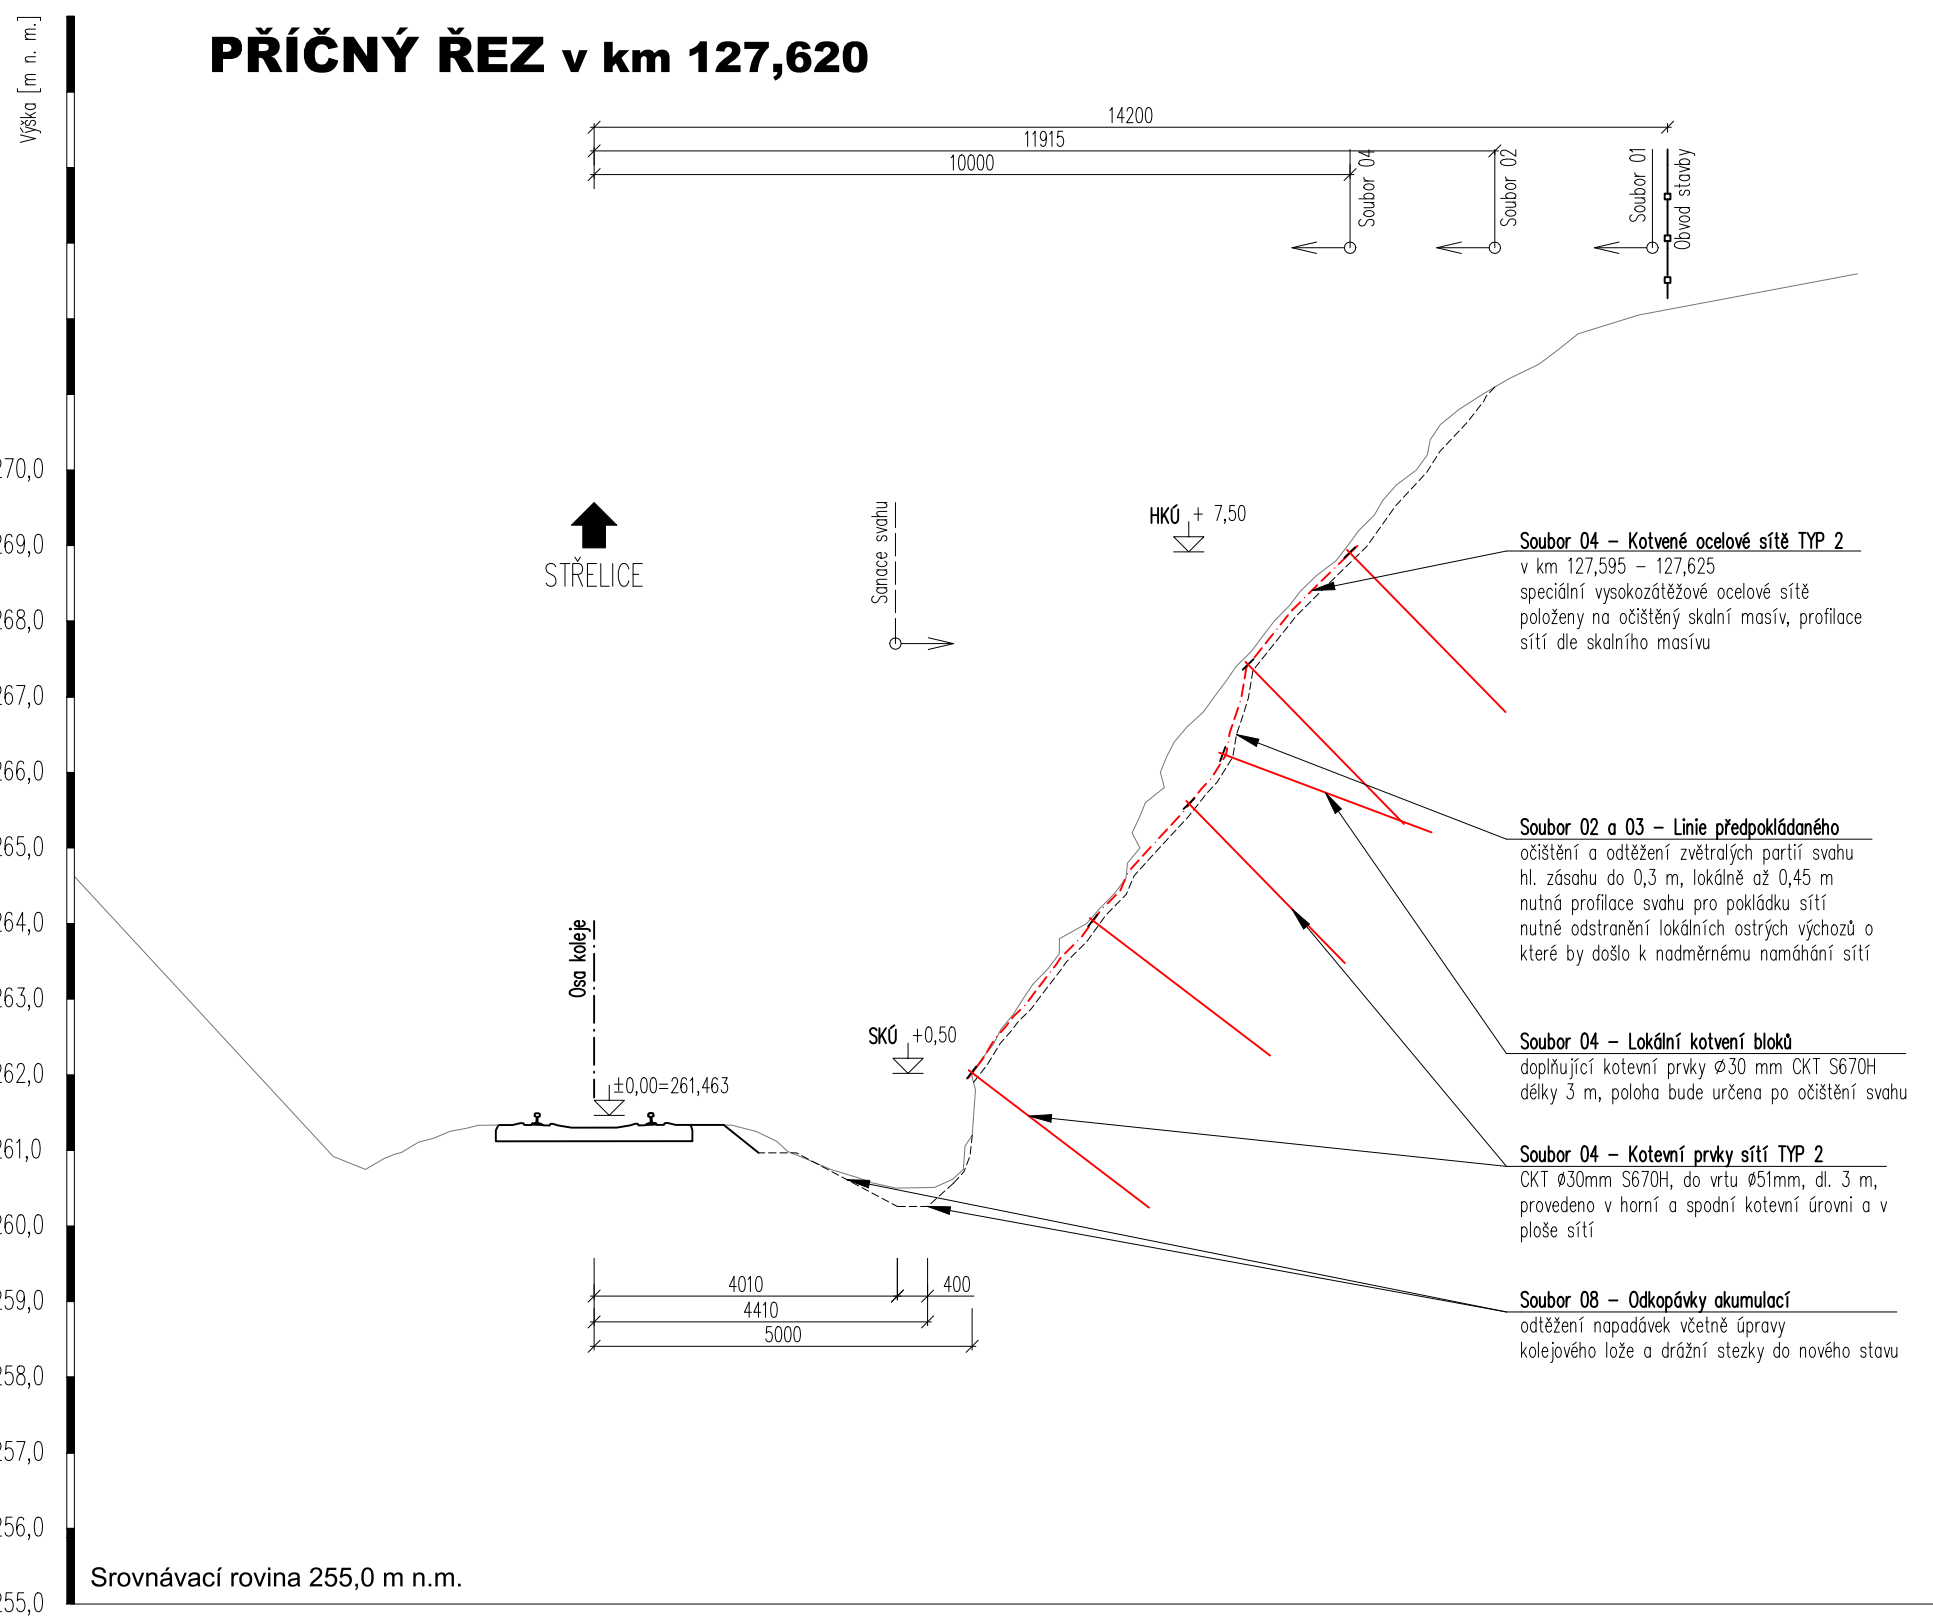 Výška [m n. m.]
PŘÍČNÝ ŘEZ v km 127,620
14200
11915
10000
Soubor 04
Soubor 02
Soubor 01
Obvod stavby
270,0
269,0
268,0
267,0
266,0
265,0
264,0
263,0
262,0
261,0
260,0
259,0
258,0
257,0
256,0
255,0
STŘELICE
Sanace svahu
HKÚ + 7,50
Soubor 04 – Kotvené ocelové sítě TYP 2
v km 127,595 – 127,625
speciální vysokozátěžové ocelové sítě
položeny na očištěný skalní masív, profilace
sítí dle skalního masívu
Soubor 02 a 03 – Linie předpokládaného
očištění a odtěžení zvětralých partií svahu
hl. zásahu do 0,3 m, lokálně až 0,45 m
nutná profilace svahu pro pokládku sítí
nutné odstranění lokálních ostrých výchozů o
které by došlo k nadměrnému namáhání sítí
Osa koleje
SKÚ +0,50
±0,00=261,463
Soubor 04 – Lokální kotvení bloků
doplňující kotevní prvky Ø30 mm CKT S670H
délky 3 m, poloha bude určena po očištění svahu
Soubor 04 – Kotevní prvky sítí TYP 2
CKT Ø30mm S670H, do vrtu Ø51mm, dl. 3 m,
provedeno v horní a spodní kotevní úrovni a v
ploše sítí
4010
400
4410
5000
Soubor 08 – Odkopávky akumulací
odtěžení napadávek včetně úpravy
kolejového lože a drážní stezky do nového stavu
Srovnávací rovina 255,0 m n.m.